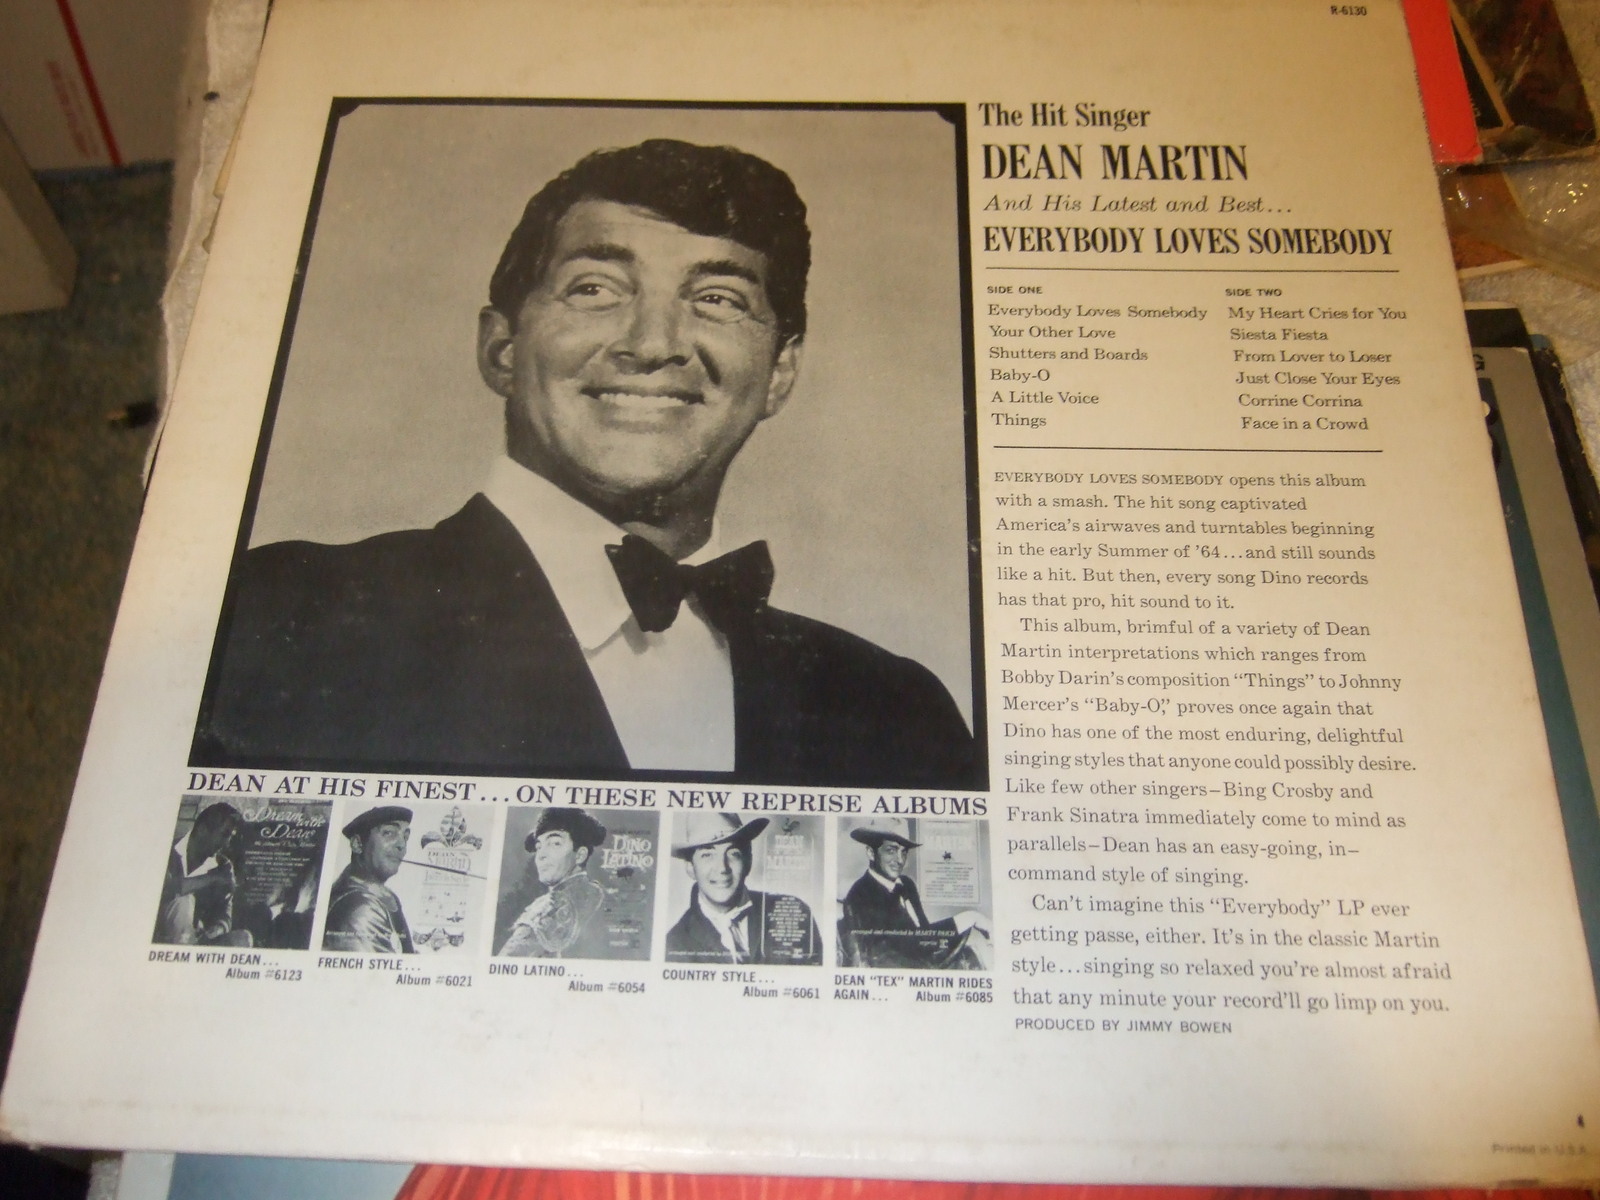 R-6130
The Hit Singer
DEAN MARTIN
And His Latest and Best...
EVERYBODY LOVES SOMEBODY
SIDE ONE
Everybody Loves Somebody
Your Other Love
Shutters and Boards
Baby-O
A Little Voice
Things
SIDE TWO
My Heart Cries for You
Siesta Fiesta
From Lover to Loser
Just Close Your Eyes
Corrine Corrina
Face in a Crowd
EVERYBODY LOVES SOMEBODY opens this album
with a smash. The hit song captivated
America's airwaves and turntables beginning
in the early Summer of '64...and still sounds
like a hit. But then, every song Dino records
has that pro, hit sound to it.
This album, brimful of a variety of Dean
Martin interpretations which ranges from
Bobby Darin's composition "Things" to Johnny
Mercer's "Baby-O," proves once again that
Dino has one of the most enduring, delightful
singing styles that anyone could possibly desire.
Like few other singers–Bing Crosby and
Frank Sinatra immediately come to mind as
parallels–Dean has an easy-going, in–
command style of singing.
Can't imagine this "Everybody" LP ever
getting passe, either. It's in the classic Martin
style...singing so relaxed you're almost afraid
that any minute your record'll go limp on you.
PRODUCED BY JIMMY BOWEN
DEAN AT HIS FINEST...ON THESE NEW REPRISE ALBUMS
Dream with
Dean
DINO
LATINO
DEAN
MARTIN
MARTIN
DREAM WITH DEAN...
Album #6123
FRENCH STYLE...
Album #6021
DINO LATINO...
Album #6054
COUNTRY STYLE...
Album #6061
DEAN "TEX" MARTIN RIDES
AGAIN... Album #6085
Printed in U.S.A.